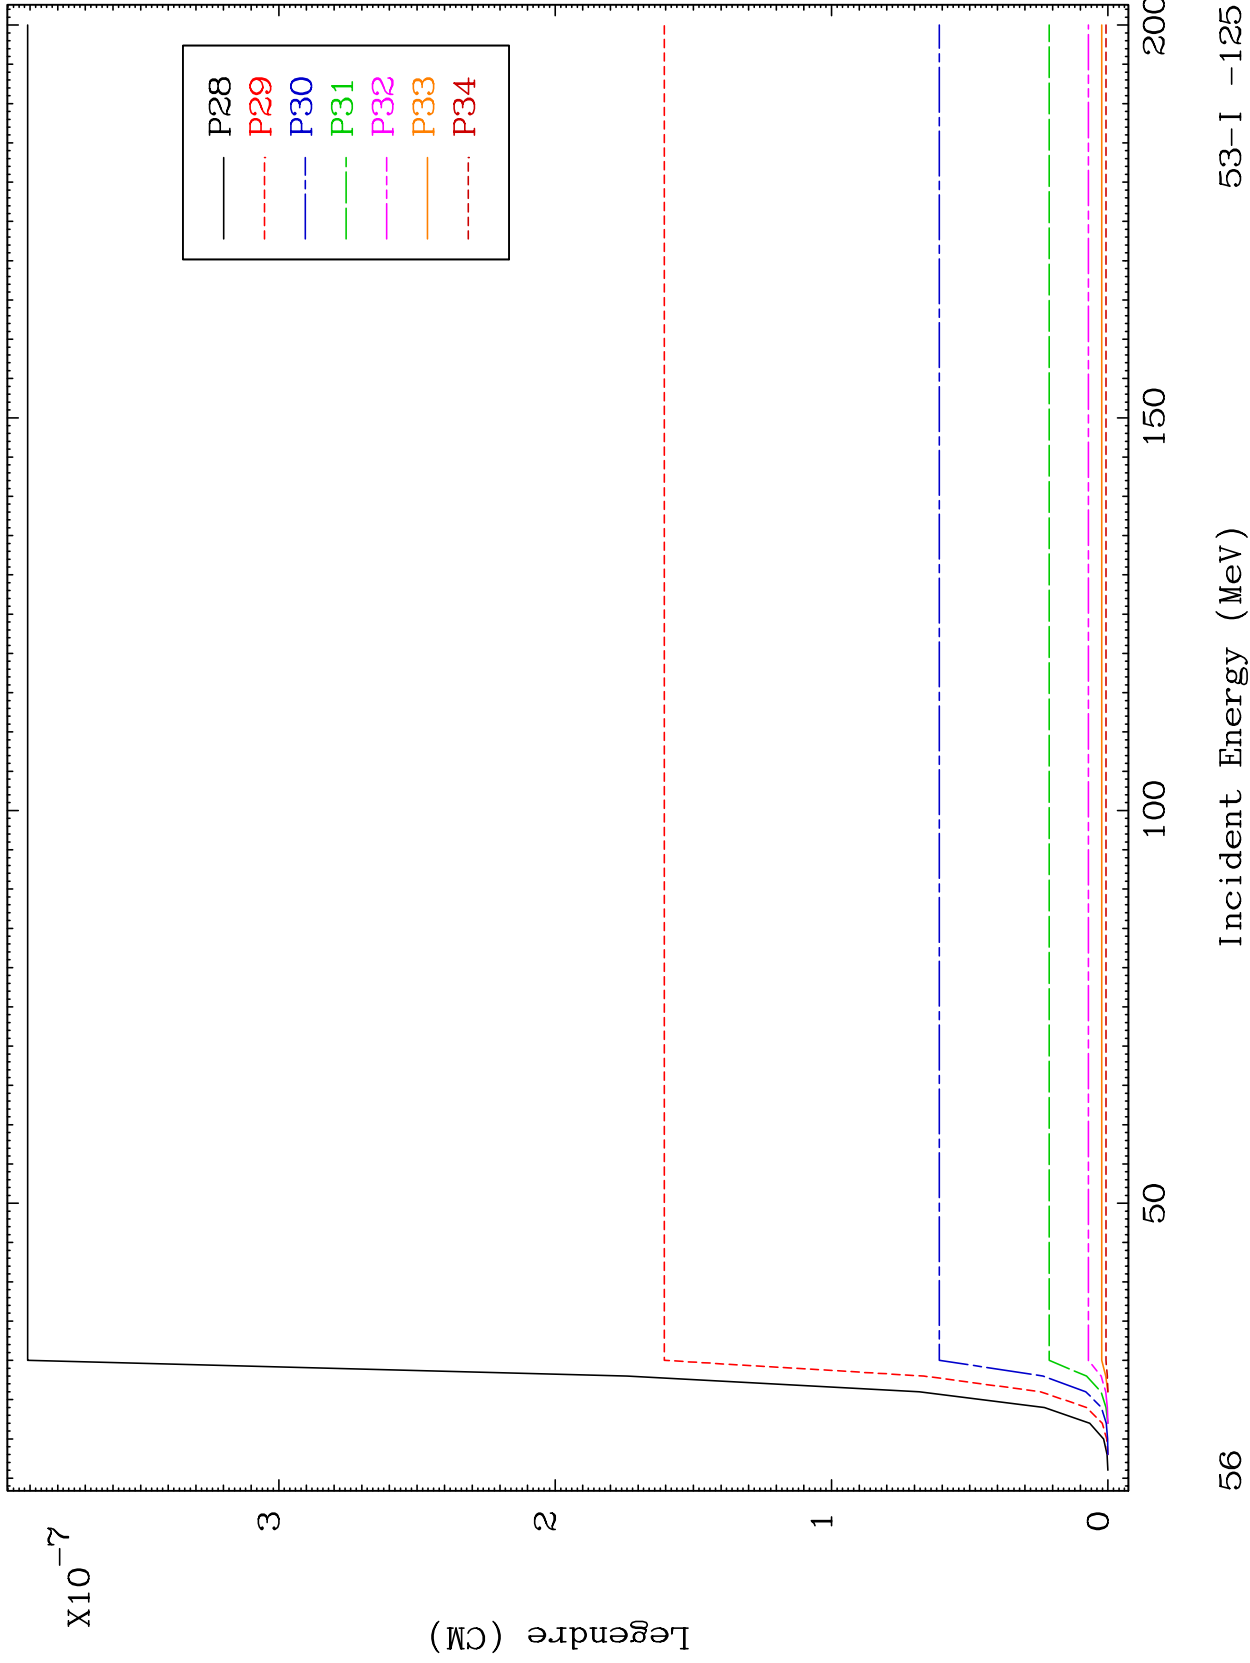 X10-7
3
2
1
0
Legendre (CM)
P28
P29
P30
P31
P32
P33
P34
50
100
150
200
56
Incident Energy (MeV)
53-I -125